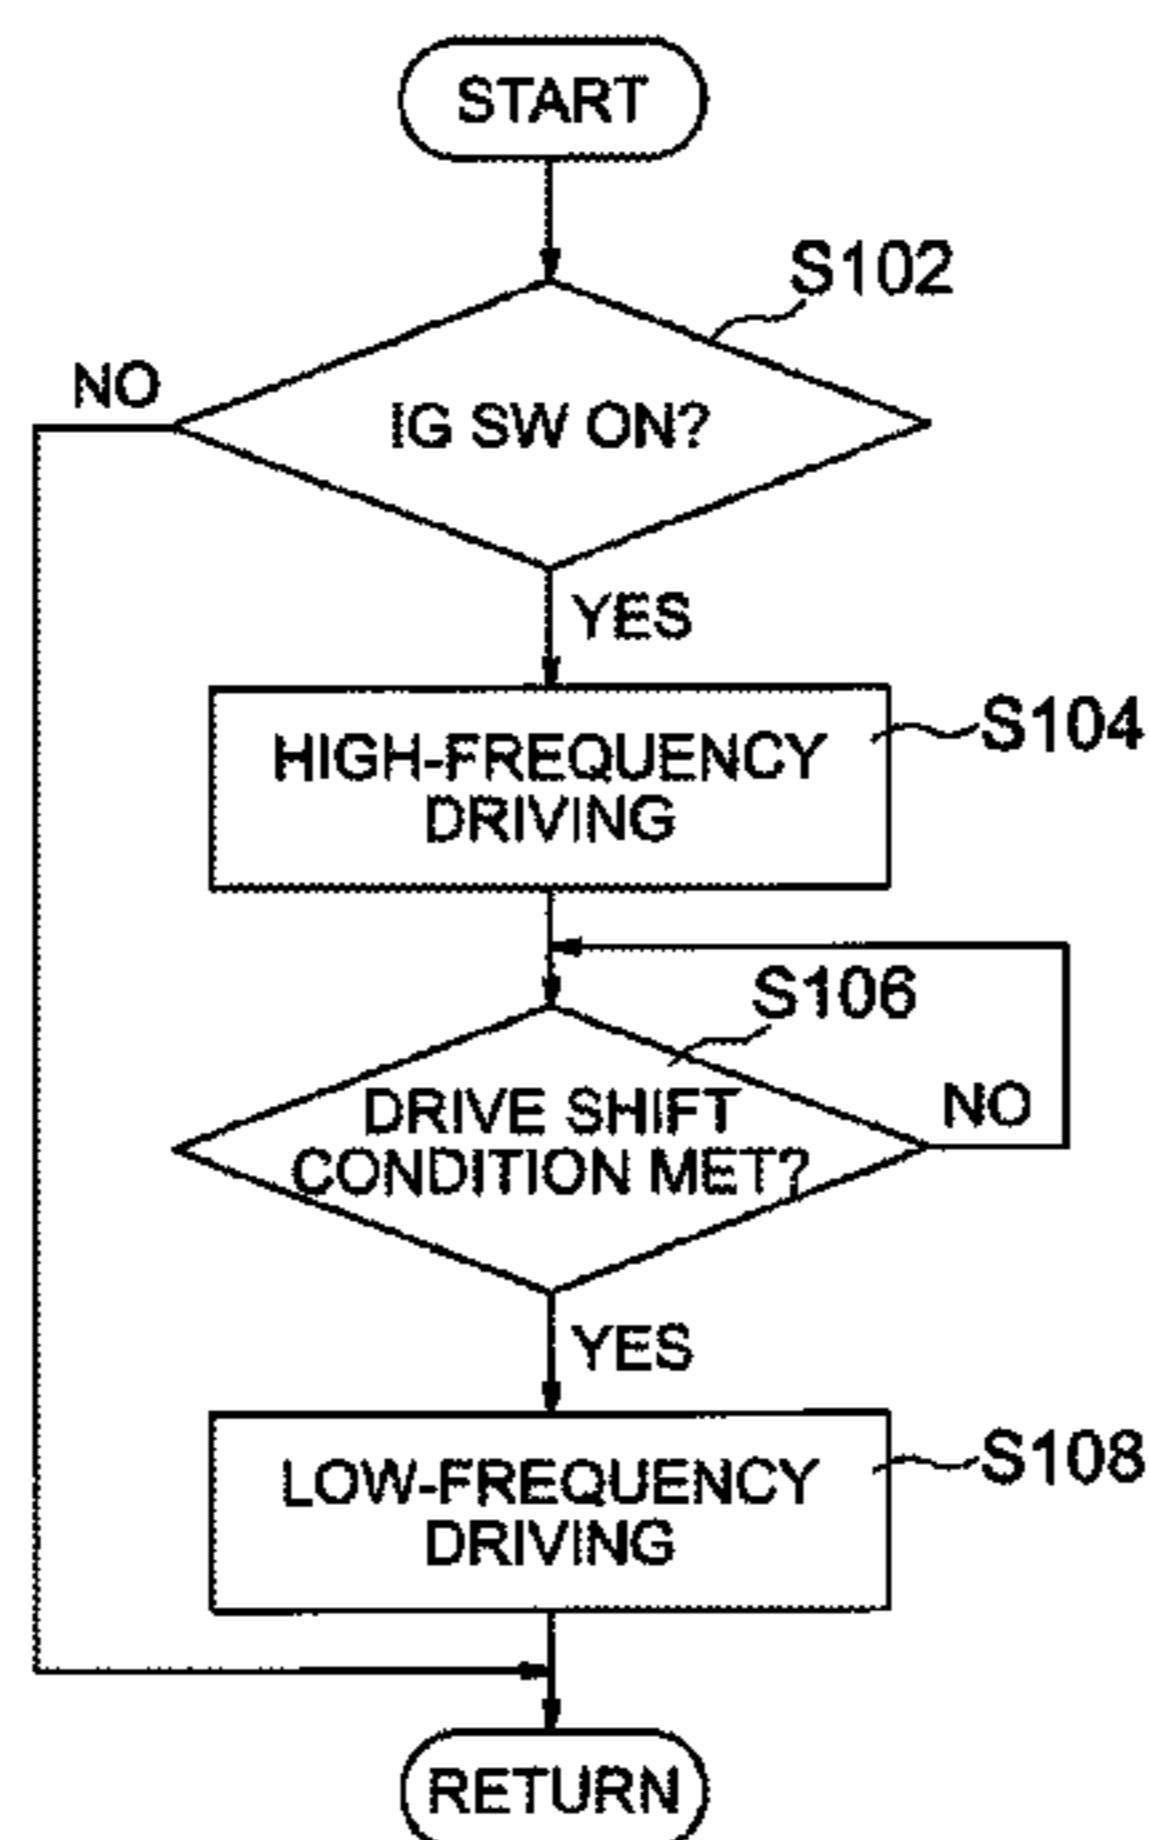 START
S102
NO
IG SW ON?
YES
S104
HIGH-FREQUENCY
DRIVING
S106
DRIVE SHIFT
CONDITION MET?
NO
YES
S108
LOW-FREQUENCY
DRIVING
RETURN